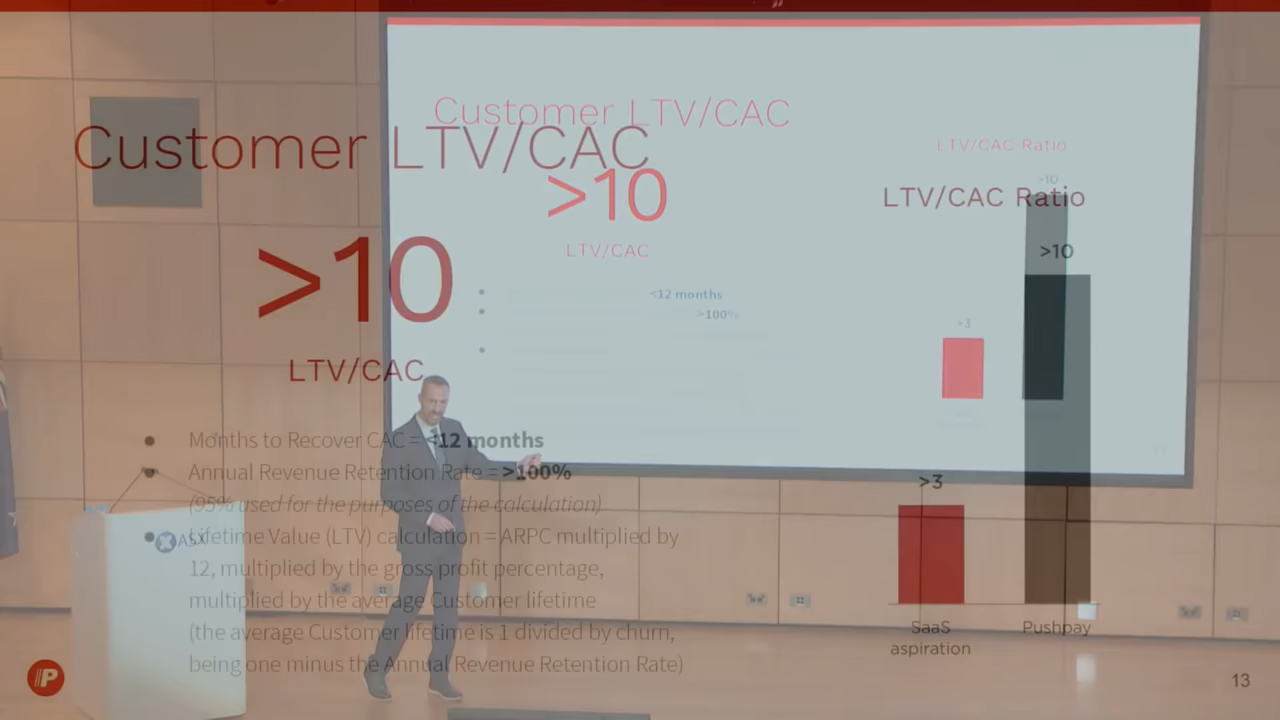 Customer LTV/CAC
>10
LTV/CAC
Months to Recover CAC = <12 months
Annual Revenue Retention Rate = >100%
(95% used for the purposes of the calculation)
Lifetime Value (LTV) calculation = ARPC multiplied by
12, multiplied by the gross profit percentage,
multiplied by the average Customer lifetime
(the average Customer lifetime is 1 divided by churn,
being one minus the Annual Revenue Retention Rate)
LTV/CAC Ratio
>10
>3
SaaS
aspiration
Pushpay
13
Customer LTV/CAC
>10
LTV/CAC
<12 months
>100%
LTV/CAC Ratio
>10
>3
ASX